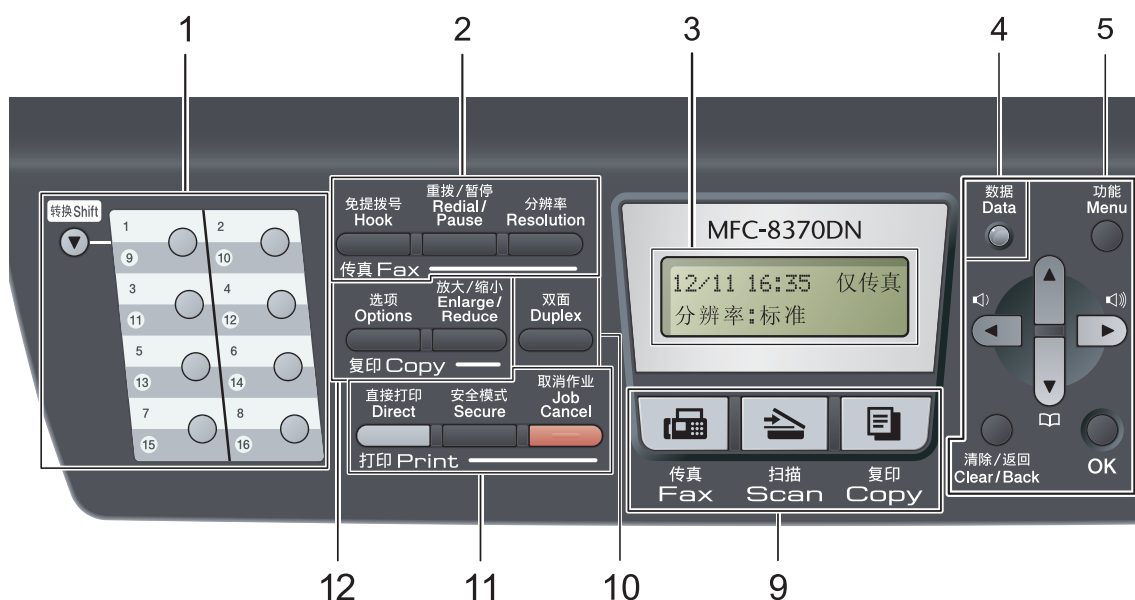 1
2
3
4
5
转换Shift
1
2
9
10
3
4
11
12
5
6
13
14
7
8
15
16
免提拨号
Hook
重拨/暂停
Redial/
Pause
分辨率
Resolution
传真 Fax
选项
Options
放大/缩小
Enlarge/
Reduce
双面
Duplex
复印 Copy
直接打印
Direct
安全模式
Secure
取消作业
Job
Cancel
打印 Print
MFC-8370DN
12/11 16:35 仅传真
分辨率:标准
传真
Fax
扫描
Scan
复印
Copy
数据
Data
功能
Menu
清除/返回
Clear/Back
OK
12
11
10
9